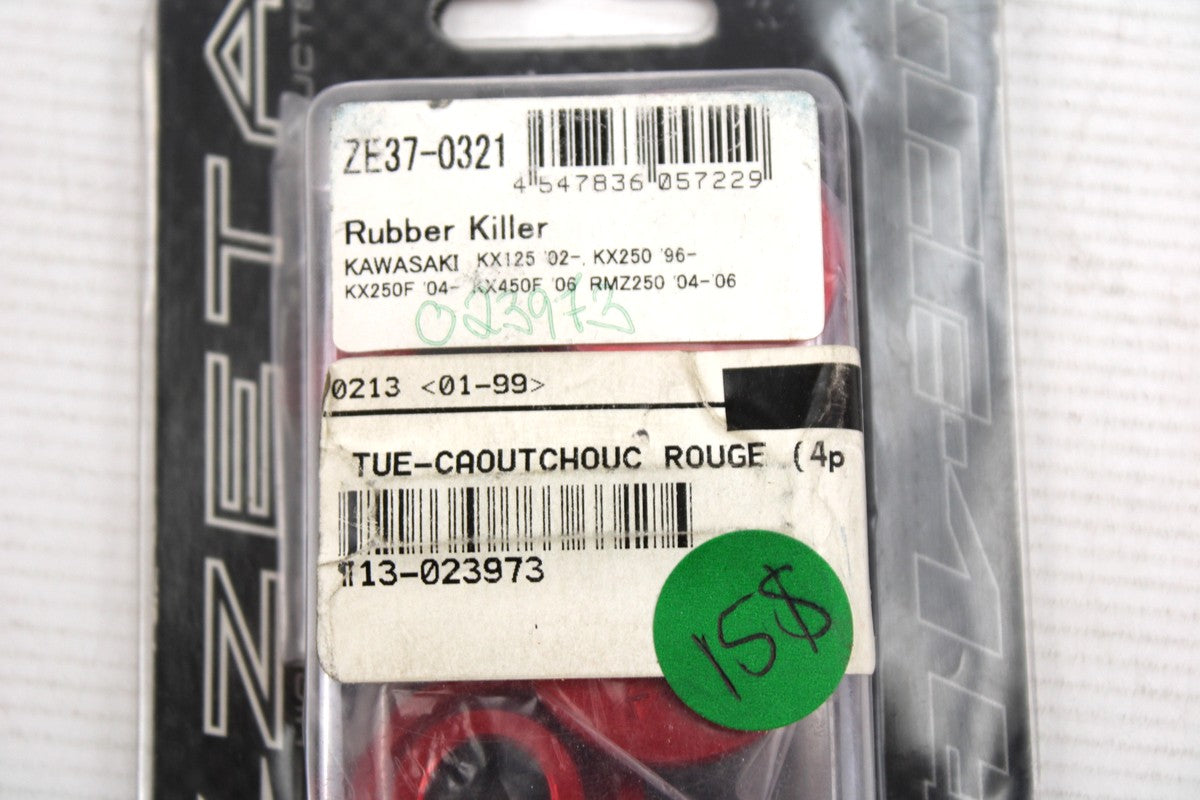 ZETA
ZE37-0321
4 547836 057229
Rubber Killer
KAWASAKI KX125 '02-. KX250 '96-
KX250F '04- KX450F '06 RMZ250 '04-'06
023973
0213 <01-99>
TUE-CAOUTCHOUC ROUGE (4p
13-023973
15$